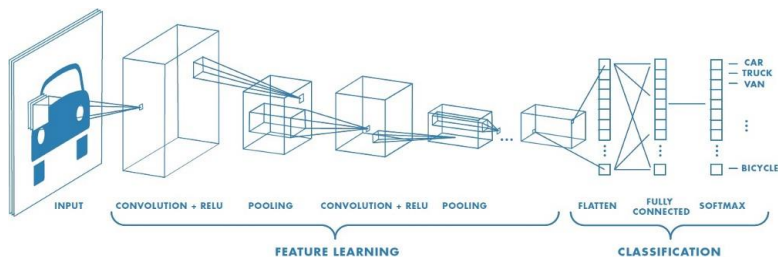 CAR
TRUCK
VAN
BICYCLE
INPUT
CONVOLUTION + RELU
POOLING
CONVOLUTION + RELU
POOLING
FLATTEN
FULLY
CONNECTED
SOFTMAX
FEATURE LEARNING
CLASSIFICATION